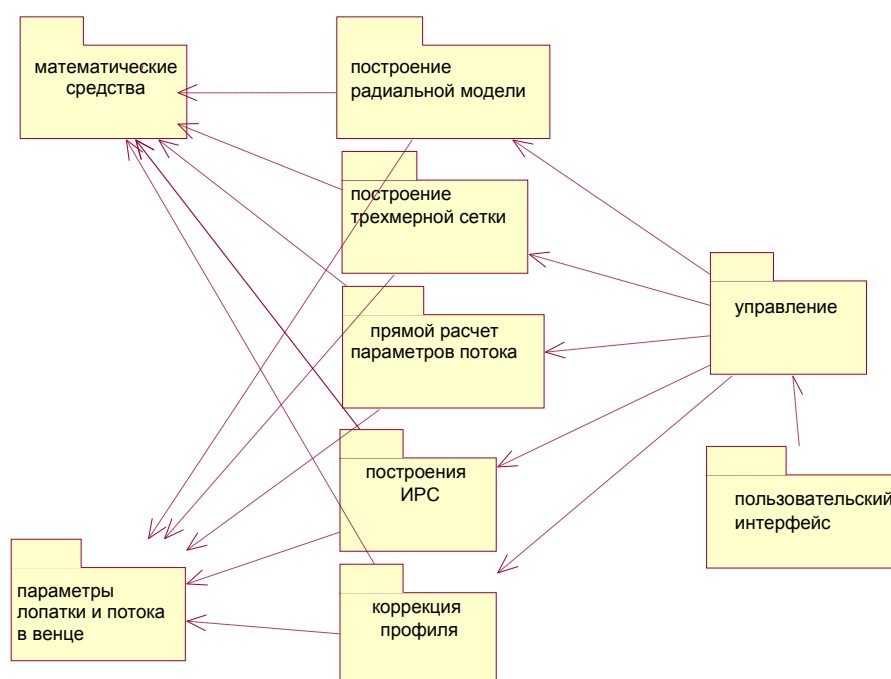 математические
средства
построение
радиальной модели
построение
трехмерной сетки
прямой расчет
параметров потока
построения
ИРС
коррекция
профиля
параметры
лопатки и потока
в венце
управление
пользовательский
интерфейс